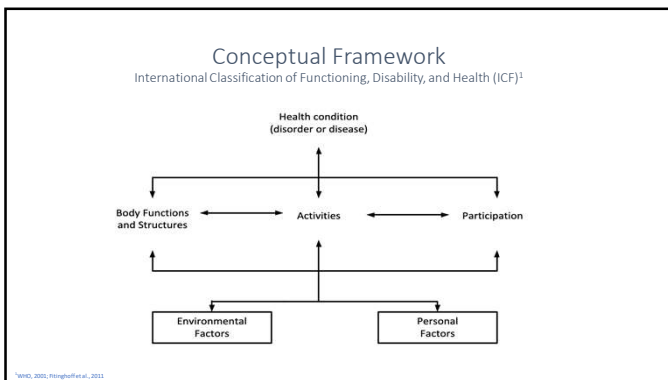 Conceptual Framework
International Classification of Functioning, Disability, and Health (ICF)¹
Health condition
(disorder or disease)
Body Functions
and Structures
Activities
Participation
Environmental
Factors
Personal
Factors
¹WHO, 2001; Fitinghoff et al., 2011